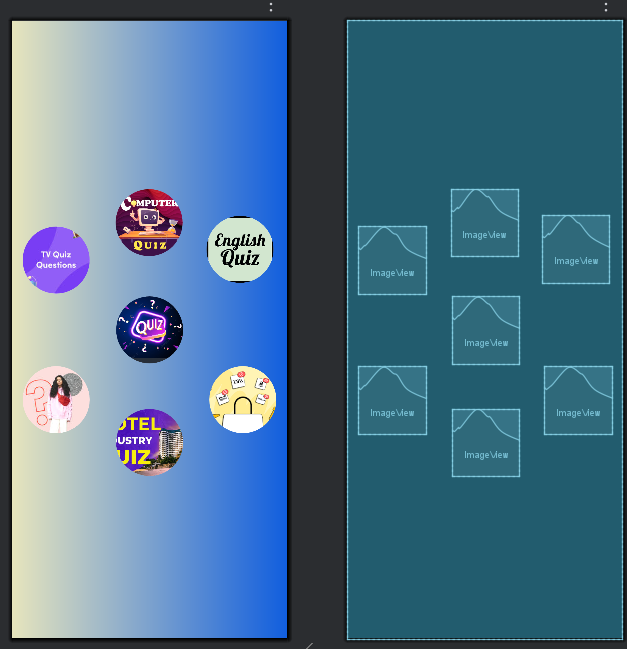 COMPUTER
QUIZ
TV Quiz
Questions
English
Quiz
QUIZ
OTEL
USTRY
UIZ
ImageView
ImageView
ImageView
ImageView
ImageView
ImageView
ImageView